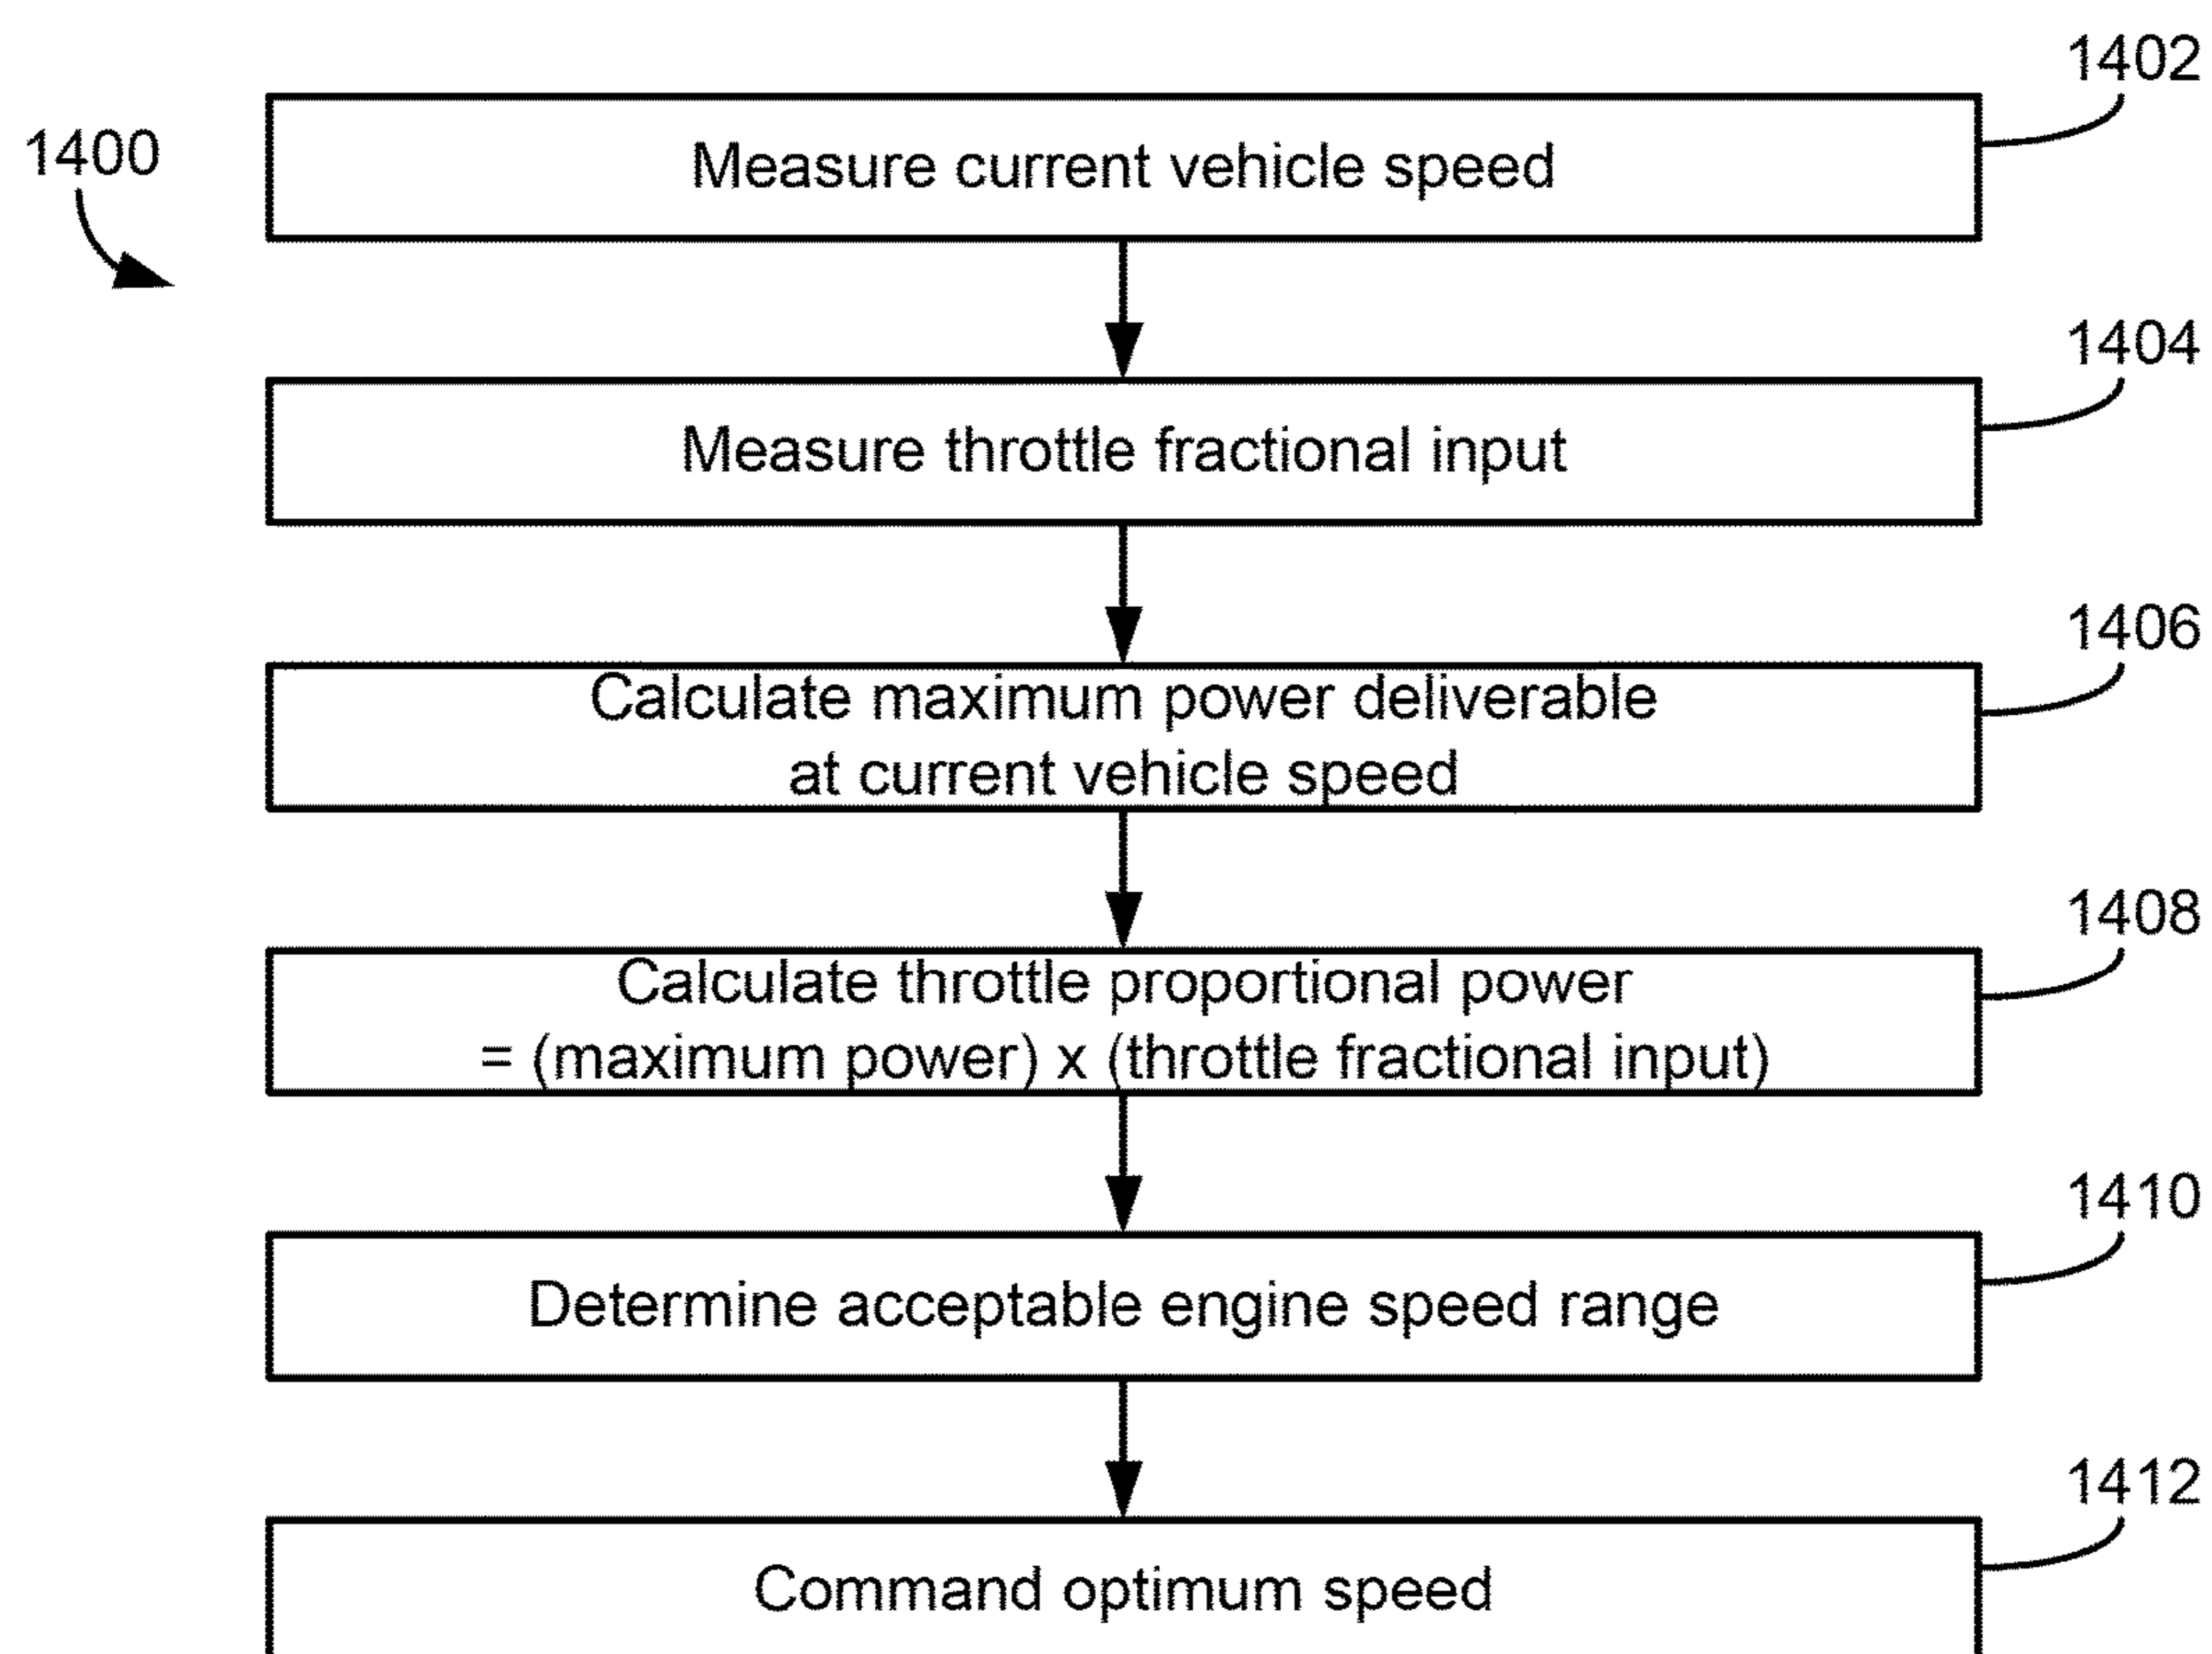 1402
1400
Measure current vehicle speed
1404
Measure throttle fractional input
1406
Calculate maximum power deliverable
at current vehicle speed
1408
Calculate throttle proportional power
= (maximum power) x (throttle fractional input)
1410
Determine acceptable engine speed range
1412
Command optimum speed